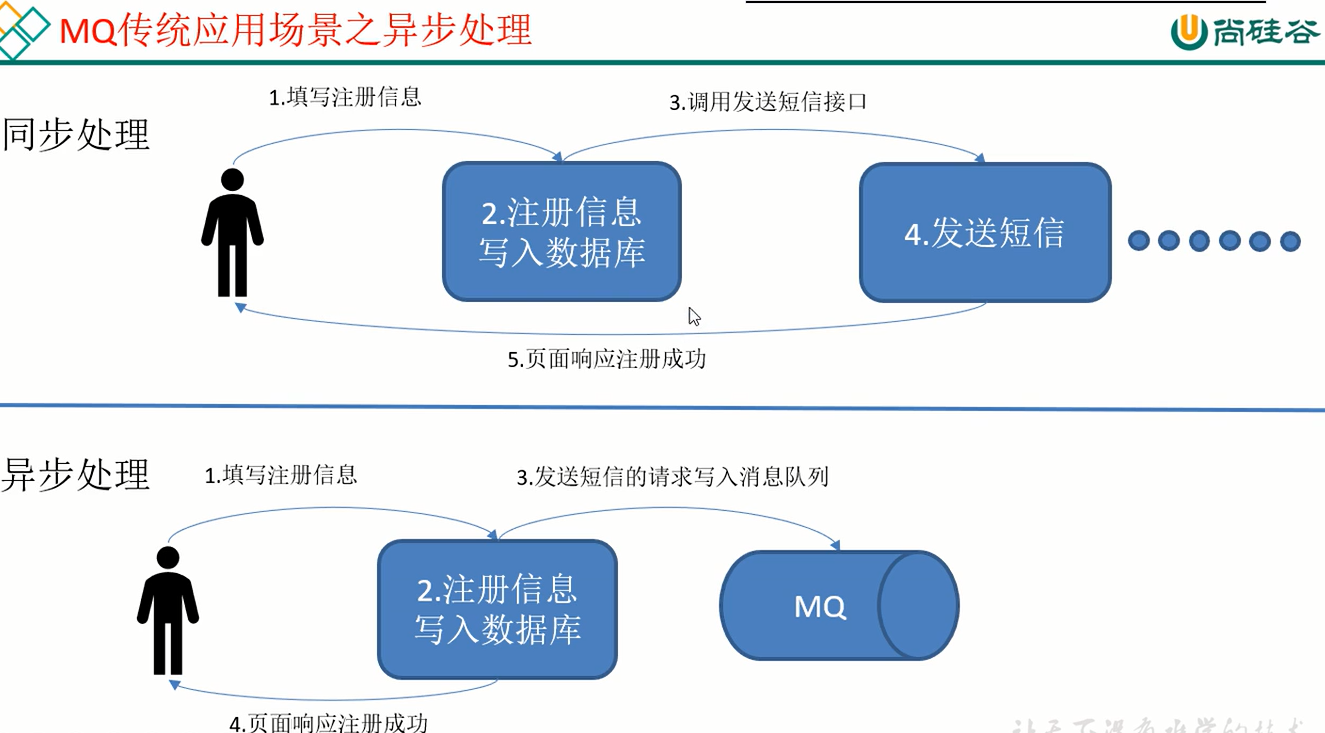 MQ传统应用场景之异步处理
尚硅谷
同步处理
1.填写注册信息
3.调用发送短信接口
2.注册信息
写入数据库
4.发送短信
5.页面响应注册成功
异步处理
1.填写注册信息
3.发送短信的请求写入消息队列
2.注册信息
写入数据库
MQ
4.页面响应注册成功